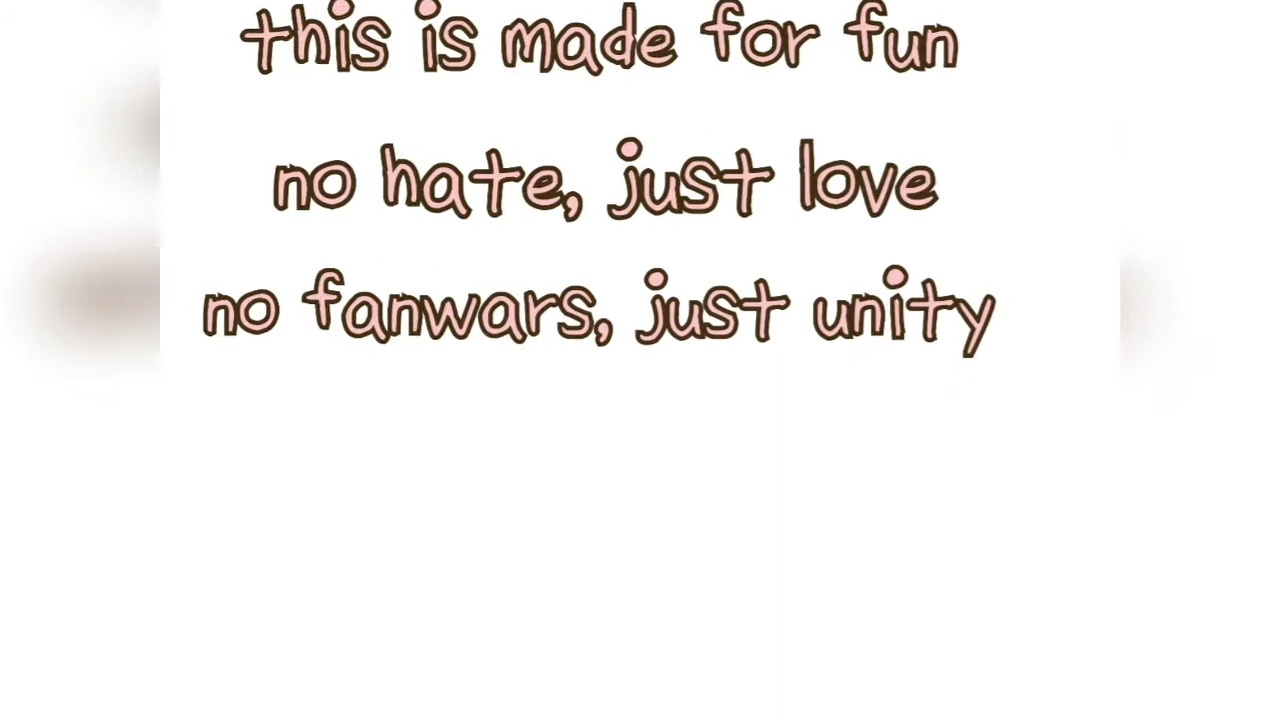 this is made for fun
no hate, just love
no fanwars, just unity